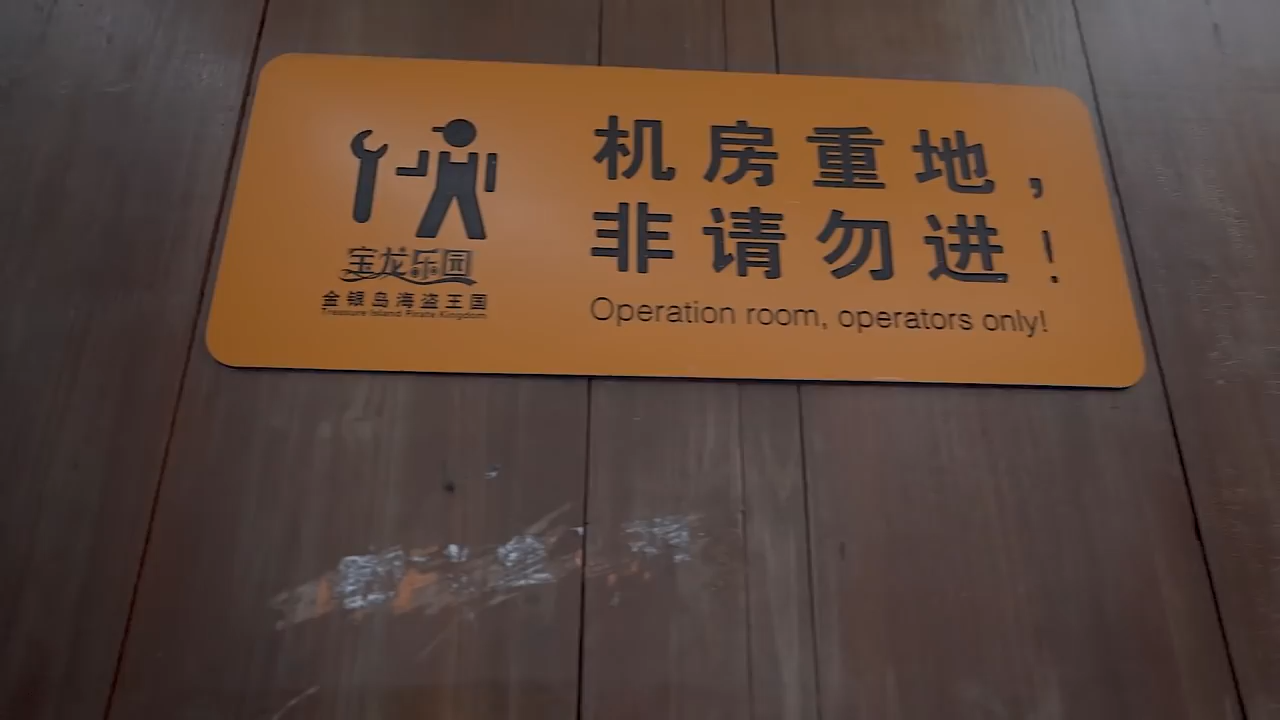 机房重地，
非请勿进！
Operation room, operators only!
宝龙乐园
金银岛海盗王国
Treasure Island Pirate Kingdom